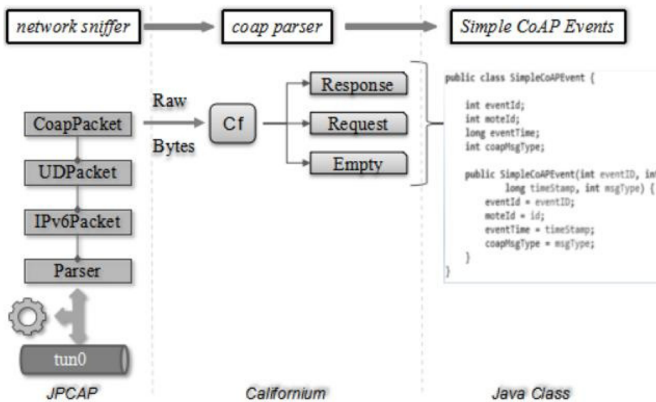 network sniffer
coap parser
Simple CoAP Events
CoapPacket
UDPacket
IPv6Packet
Parser
tun0
JPCAP
Raw
Bytes
Cf
Response
Request
Empty
Californium
public class SimpleCoAPEvent {
int eventId;
int moteId;
long eventTime;
int coapMsgType;
public SimpleCoAPEvent(int eventID, int
long timeStamp, int msgType) {
eventId = eventID;
moteId = id;
eventTime = timeStamp;
coapMsgType = msgType;
}
}
Java Class